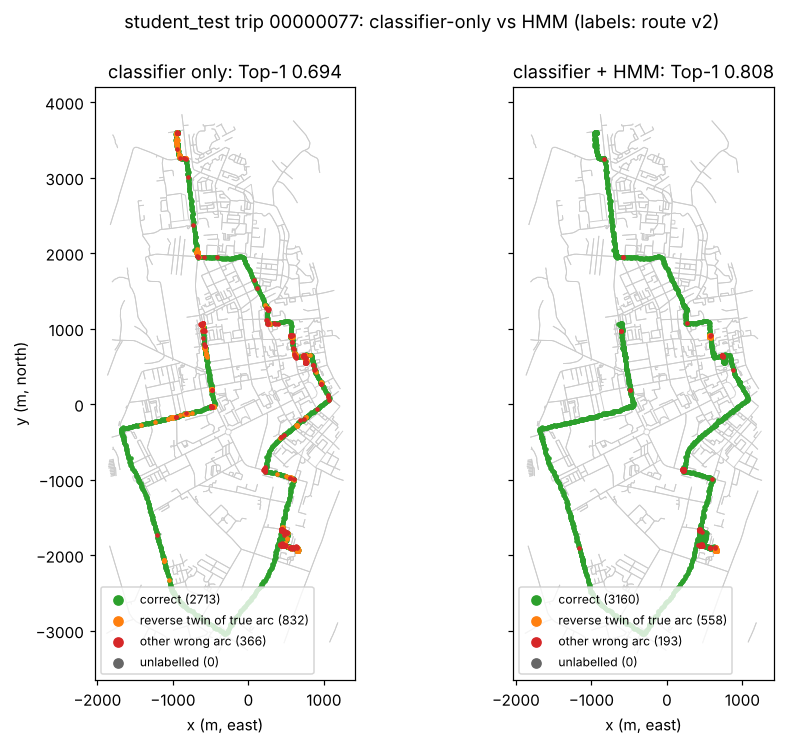 student_test trip 00000077: classifier-only vs HMM (labels: route v2)
classifier only: Top-1 0.694
4000
3000
2000
1000
0
−1000
−2000
−3000
y (m, north)
correct (2713)
reverse twin of true arc (832)
other wrong arc (366)
unlabelled (0)
−2000
−1000
0
1000
x (m, east)
classifier + HMM: Top-1 0.808
correct (3160)
reverse twin of true arc (558)
other wrong arc (193)
unlabelled (0)
−2000
−1000
0
1000
x (m, east)